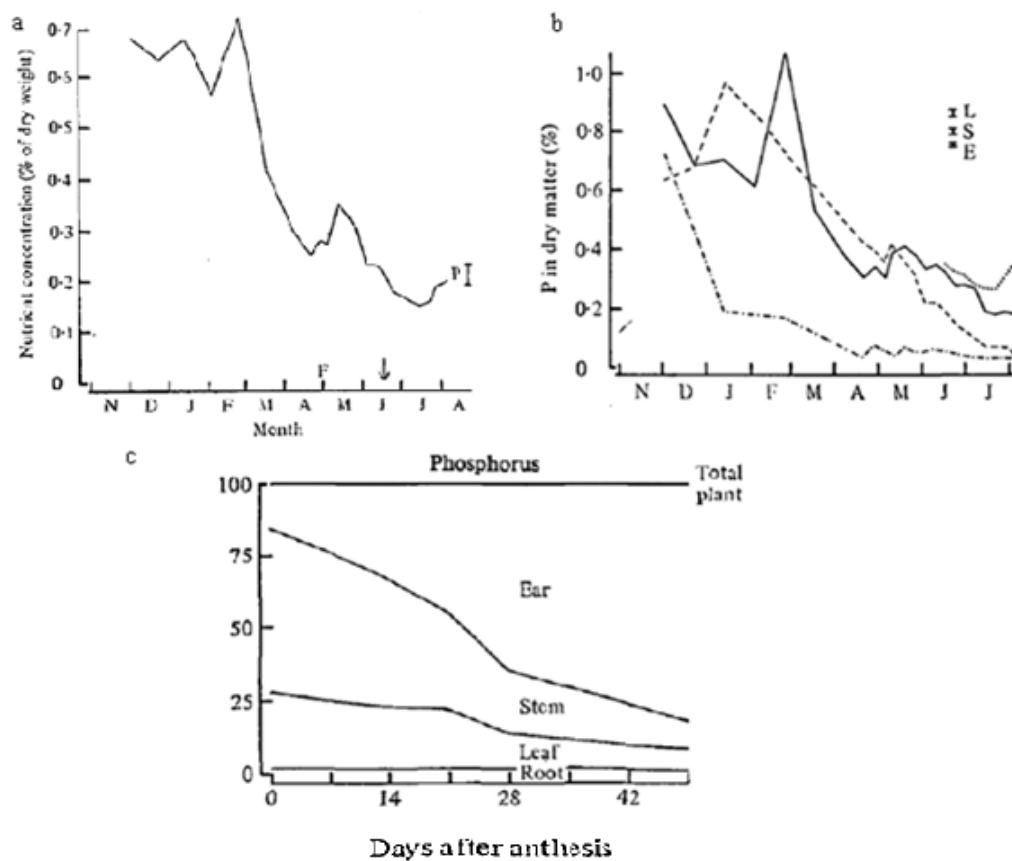 a
Nutrient concentration (% of dry weight)
0·7
0·6
0·5
0·4
0·3
0·2
0·1
0
P
F
N D J F M A M J J A
Month
b
P in dry matter (%)
1·0
0·8
0·6
0·4
0·2
0
L
S
E
N D J F M A M J J
c
Phosphorus
Total
plant
100
75
50
25
0
Ear
Stem
Leaf
Root
0 14 28 42
Days after anthesis